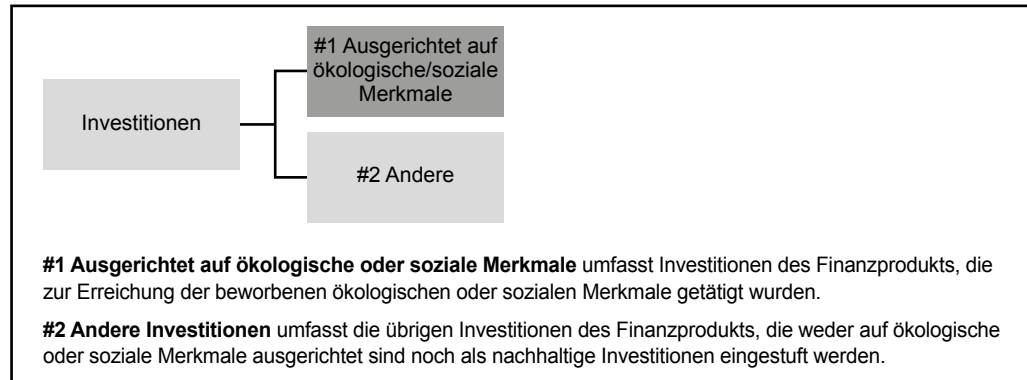 #1 Ausgerichtet auf
ökologische/soziale
Merkmale
Investitionen
#2 Andere
#1 Ausgerichtet auf ökologische oder soziale Merkmale umfasst Investitionen des Finanzprodukts, die
zur Erreichung der beworbenen ökologischen oder sozialen Merkmale getätigt wurden.
#2 Andere Investitionen umfasst die übrigen Investitionen des Finanzprodukts, die weder auf ökologische
oder soziale Merkmale ausgerichtet sind noch als nachhaltige Investitionen eingestuft werden.